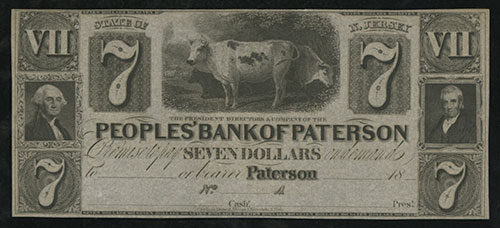 VII STATE OF N. JERSEY VII
7 7
THE PRESIDENT DIRECTORS & COMPANY OF THE
PEOPLES' BANK OF PATERSON
Promise to pay SEVEN DOLLARS on demand
to or bearer Paterson 18
7 No. A 7
Cash.r Pres.t